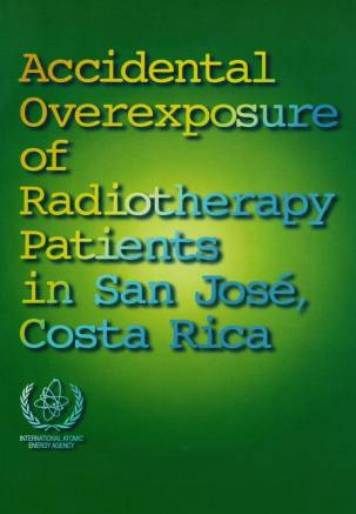 Accidental
Overexposure
of
Radiotherapy
Patients
in San José,
Costa Rica
INTERNATIONAL ATOMIC
ENERGY AGENCY